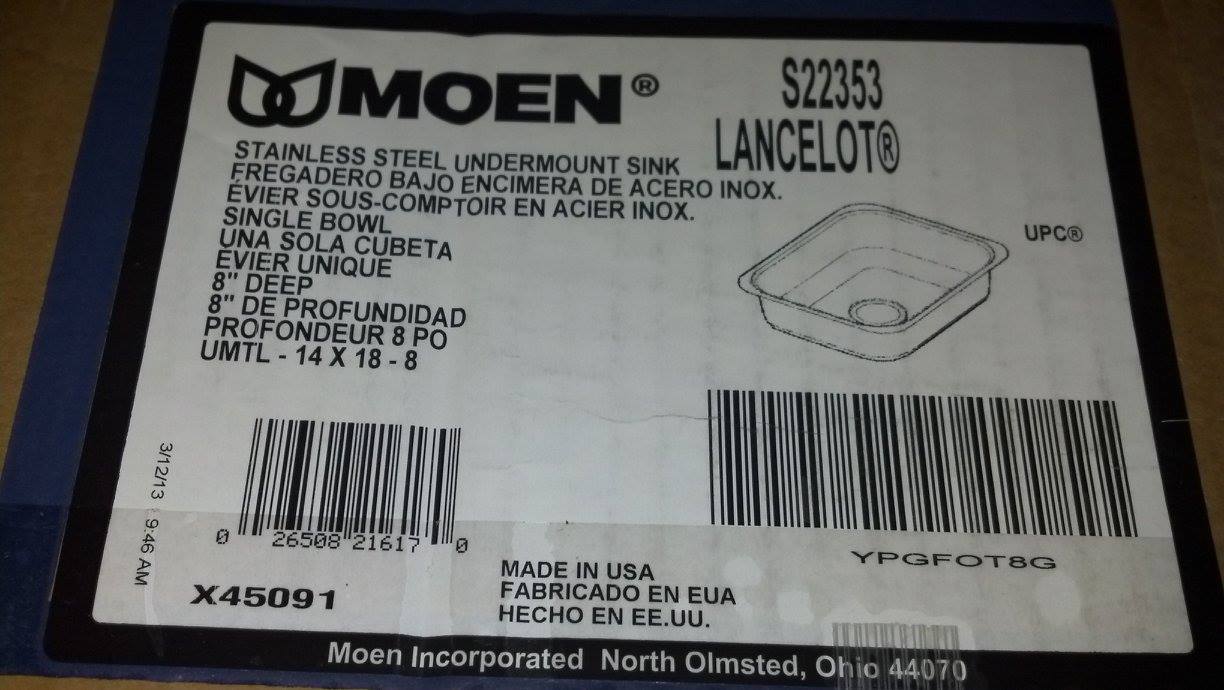 MOEN®
S22353
LANCELOT®
STAINLESS STEEL UNDERMOUNT SINK
FREGADERO BAJO ENCIMERA DE ACERO INOX.
ÉVIER SOUS-COMPTOIR EN ACIER INOX.
SINGLE BOWL
UNA SOLA CUBETA
ÉVIER UNIQUE
8" DEEP
8" DE PROFUNDIDAD
PROFONDEUR 8 PO
UMTL - 14 X 18 - 8
UPC®
3/12/13 9:46 AM
0 26508 21617 0
X45091
YPGFOT8G
MADE IN USA
FABRICADO EN EUA
HECHO EN EE.UU.
Moen Incorporated North Olmsted, Ohio 44070